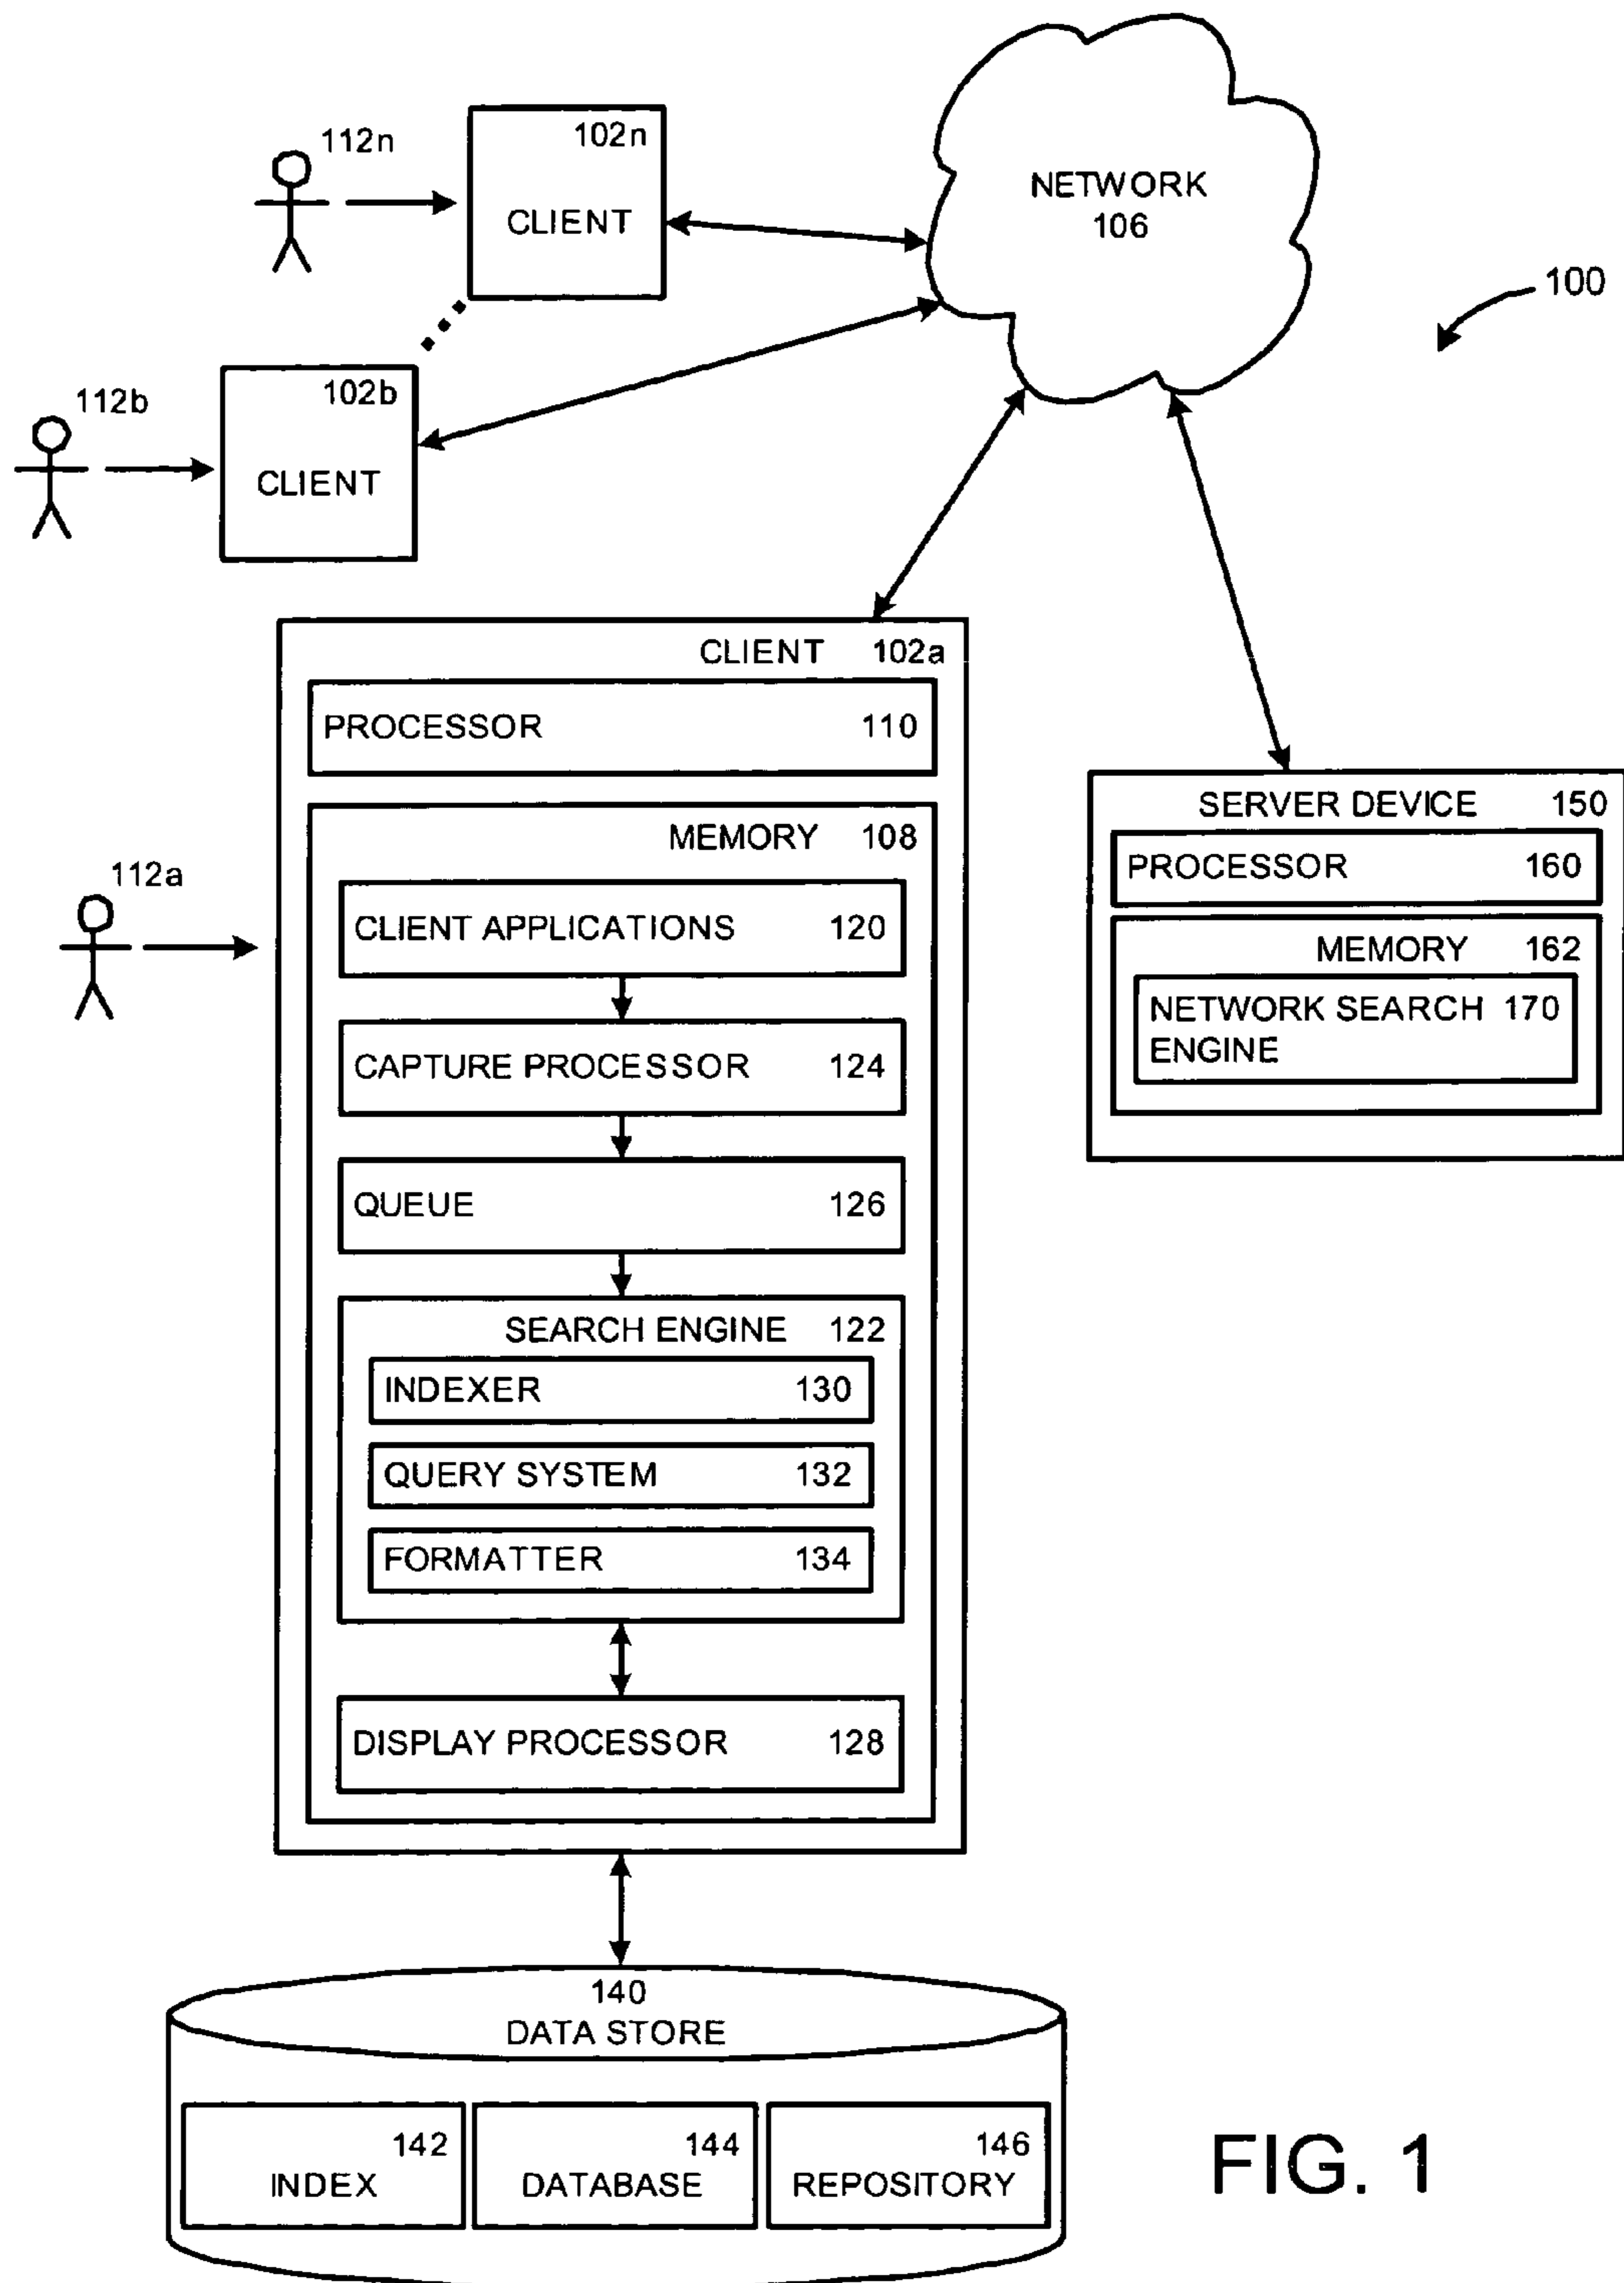 112n
102n
CLIENT
NETWORK
106
100
112b
102b
CLIENT
CLIENT 102a
PROCESSOR 110
MEMORY 108
112a
CLIENT APPLICATIONS 120
CAPTURE PROCESSOR 124
QUEUE 126
SEARCH ENGINE 122
INDEXER 130
QUERY SYSTEM 132
FORMATTER 134
DISPLAY PROCESSOR 128
SERVER DEVICE 150
PROCESSOR 160
MEMORY 162
NETWORK SEARCH 170
ENGINE
140
DATA STORE
142
INDEX
144
DATABASE
146
REPOSITORY
FIG. 1